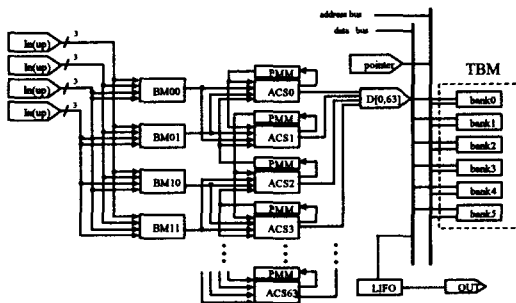 address bus
data bus
3
In(up)
3
In(up)
3
In(up)
3
In(up)
BM00
BM01
BM10
BM11
PMM
ACS0
PMM
ACS1
PMM
ACS2
PMM
ACS3
PMM
ACS63
pointer
D[0,63]
TBM
bank0
bank1
bank2
bank3
bank4
bank5
LIFO
OUT